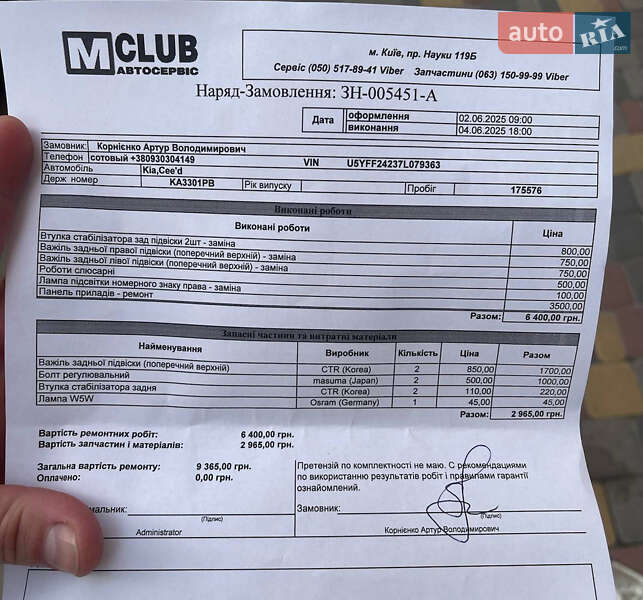 auto RIA.com
M CLUB
АВТОСЕРВІС
м. Київ, пр. Науки 119Б
Сервіс (050) 517-89-41 Viber Запчастини (063) 150-99-99 Viber
Наряд-Замовлення: ЗН-005451-А
Дата оформлення 02.06.2025 09:00
виконання 04.06.2025 18:00
Замовник: Корнієнко Артур Володимирович
Телефон сотовый +380930304149 VIN U5YFF24237L079363
Автомобіль Kia,Cee'd
Держ номер KA3301PB Рік випуску Пробіг 175576
Виконані роботи
Виконані роботи Ціна
Втулка стабілізатора зад підвіски 2шт - заміна 800,00
Важіль задньої правої підвіски (поперечний верхній) - заміна 750,00
Важіль задньої лівої підвіски (поперечний верхній) - заміна 750,00
Роботи слюсарні 500,00
Лампа підсвітки номерного знаку права - заміна 100,00
Панель приладів - ремонт 3500,00
Разом: 6 400,00 грн.
Запасні частини та витратні матеріали
Найменування Виробник Кількість Ціна Разом
Важіль задньої підвіски (поперечний верхній) CTR (Korea) 2 850,00 1700,00
Болт регулювальний masuma (Japan) 2 500,00 1000,00
Втулка стабілізатора задня CTR (Korea) 2 110,00 220,00
Лампа W5W Osram (Germany) 1 45,00 45,00
Разом: 2 965,00 грн.
Вартість ремонтних робіт: 6 400,00 грн.
Вартість запчастин і матеріалів: 2 965,00 грн.
Загальна вартість ремонту: 9 365,00 грн.
Оплачено: 0,00 грн.
Претензій по комплектності не маю. С рекомендациями
по використанню результатов робіт і правилами гарантії
ознайомлений.
мальник: Замовник:
(Підпис) (Підпис)
Administrator Корнієнко Артур Володимирович